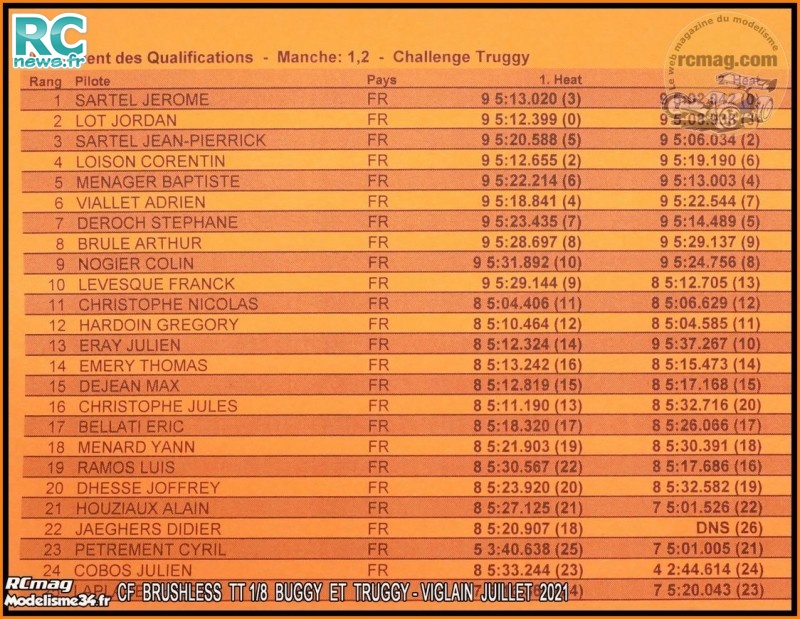 RC
news.fr
Le web magazine du modelisme
rcmag.com
ent des Qualifications - Manche: 1,2 - Challenge Truggy
Rang Pilote Pays 1. Heat 2. Heat
1 SARTEL JEROME FR 9 5:13.020 (3)
2 LOT JORDAN FR 9 5:12.399 (0)
3 SARTEL JEAN-PIERRICK FR 9 5:20.588 (5) 9 5:06.034 (2)
4 LOISON CORENTIN FR 9 5:12.655 (2) 9 5:19.190 (6)
5 MENAGER BAPTISTE FR 9 5:22.214 (6) 9 5:13.003 (4)
6 VIALLET ADRIEN FR 9 5:18.841 (4) 9 5:22.544 (7)
7 DEROCH STEPHANE FR 9 5:23.435 (7) 9 5:14.489 (5)
8 BRULE ARTHUR FR 9 5:28.697 (8) 9 5:29.137 (9)
9 NOGIER COLIN FR 9 5:31.892 (10) 9 5:24.756 (8)
10 LEVESQUE FRANCK FR 9 5:29.144 (9) 8 5:12.705 (13)
11 CHRISTOPHE NICOLAS FR 8 5:04.406 (11) 8 5:06.629 (12)
12 HARDOIN GREGORY FR 8 5:10.464 (12) 8 5:04.585 (11)
13 ERAY JULIEN FR 8 5:12.324 (14) 9 5:37.267 (10)
14 EMERY THOMAS FR 8 5:13.242 (16) 8 5:15.473 (14)
15 DEJEAN MAX FR 8 5:12.819 (15) 8 5:17.168 (15)
16 CHRISTOPHE JULES FR 8 5:11.190 (13) 8 5:32.716 (20)
17 BELLATI ERIC FR 8 5:18.320 (17) 8 5:26.066 (17)
18 MENARD YANN FR 8 5:21.903 (19) 8 5:30.391 (18)
19 RAMOS LUIS FR 8 5:30.567 (22) 8 5:17.686 (16)
20 DHESSE JOFFREY FR 8 5:23.920 (20) 8 5:32.582 (19)
21 HOUZIAUX ALAIN FR 8 5:27.125 (21) 7 5:01.526 (22)
22 JAEGHERS DIDIER FR 8 5:20.907 (18) DNS (26)
23 PETREMENT CYRIL FR 5 3:40.638 (25) 7 5:01.005 (21)
24 COBOS JULIEN FR 8 5:33.244 (23) 4 2:44.614 (24)
7 5:20.043 (23)
RCmag
Modelisme34.fr
CF BRUSHLESS TT 1/8 BUGGY ET TRUGGY - VIGLAIN JUILLET 2021